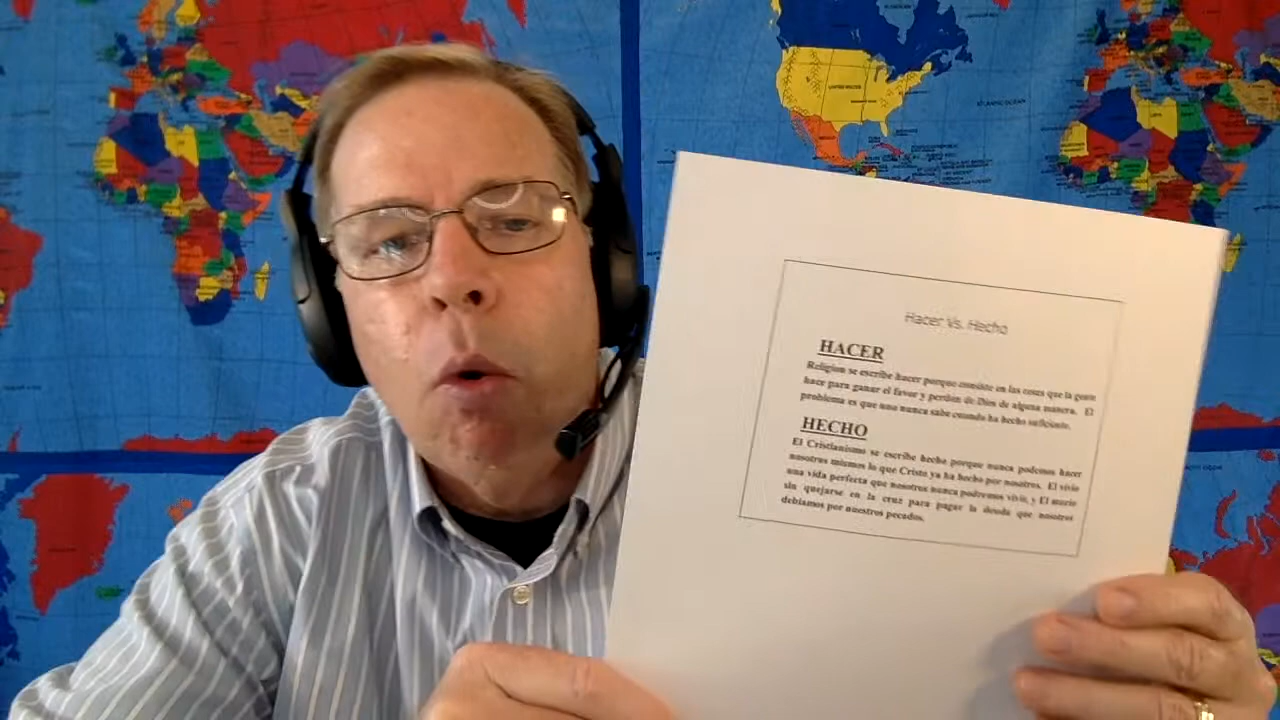 UNITED STATES
ATLANTIC OCEAN
Hacer Vs. Hecho
HACER
Religion se escribe hacer porque consiste en las cosas que la gente
hace para ganar el favor y perdón de Dios de alguna manera. El
problema es que uno nunca sabe cuando ha hecho suficiente.
HECHO
El Cristianismo se escribe hecho porque nunca podemos hacer
nosotros mismos lo que Cristo ya ha hecho por nosotros. El vivio
una vida perfecta que nosotros nunca podremos vivir, y El murio
sin quejarse en la cruz para pagar la deuda que nosotros
debiamos por nuestros pecados.